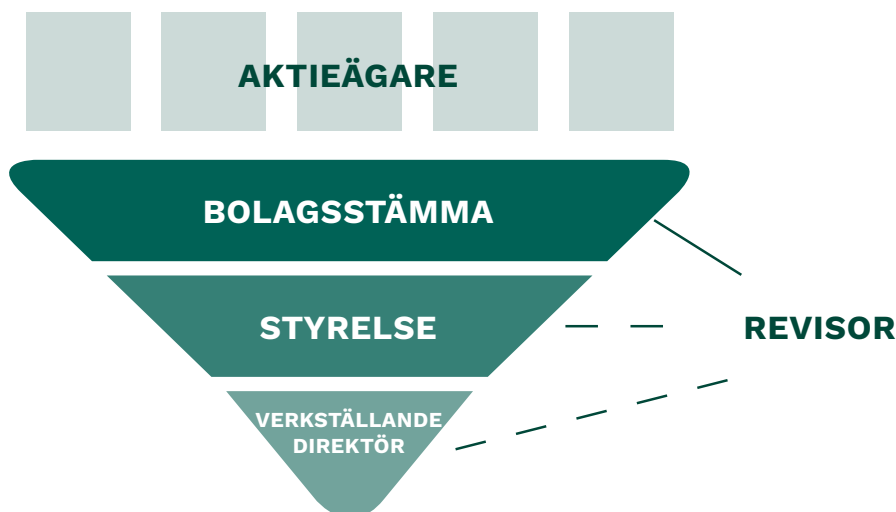 AKTIEÄGARE
BOLAGSSTÄMMA
STYRELSE
REVISOR
VERKSTÄLLANDE
DIREKTÖR